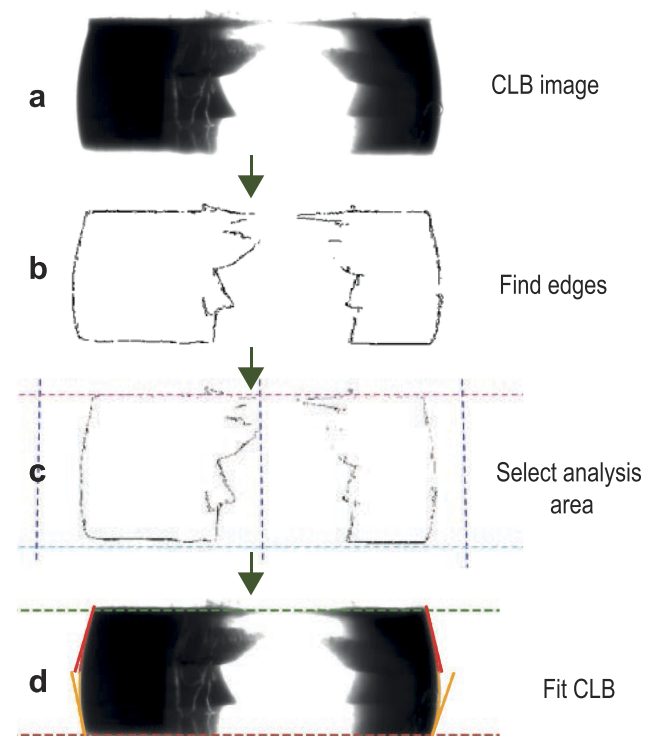 a
CLB image
b
Find edges
c
Select analysis
area
d
Fit CLB